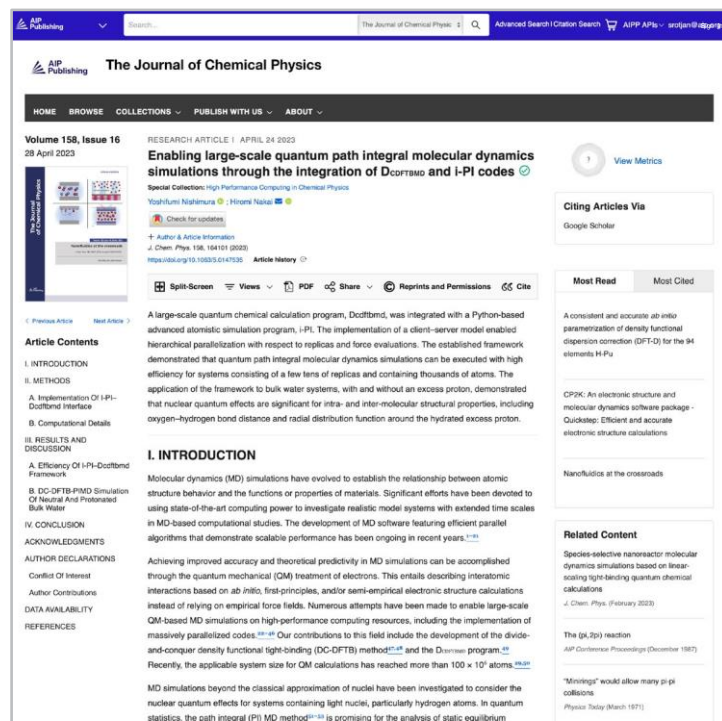 AIP
Publishing
Search...
The Journal of Chemical Physic
Advanced Search | Citation Search
AIPP APIs
AIP
Publishing
The Journal of Chemical Physics
HOME BROWSE COLLECTIONS PUBLISH WITH US ABOUT
Volume 158, Issue 16
28 April 2023
The Journal of Chemical Physics
< Previous Article Next Article >
Article Contents
I. INTRODUCTION
II. METHODS
A. Implementation Of I-PI–
Dcdftbmd Interface
B. Computational Details
III. RESULTS AND
DISCUSSION
A. Efficiency Of I-PI–Dcdftbmd
Framework
B. DC-DFTB-PIMD Simulation
Of Neutral And Protonated
Bulk Water
IV. CONCLUSION
ACKNOWLEDGMENTS
AUTHOR DECLARATIONS
Conflict Of Interest
Author Contributions
DATA AVAILABILITY
REFERENCES
RESEARCH ARTICLE | APRIL 24 2023
Enabling large-scale quantum path integral molecular dynamics
simulations through the integration of DCDFTBMD and i-PI codes
Special Collection: High Performance Computing in Chemical Physics
Yoshifumi Nishimura ; Hiromi Nakai
Check for updates
+ Author & Article Information
J. Chem. Phys. 158, 164101 (2023)
https://doi.org/10.1063/5.0147535 Article history
Split-Screen Views PDF Share Reprints and Permissions Cite
A large-scale quantum chemical calculation program, Dcdftbmd, was integrated with a Python-based
advanced atomistic simulation program, i-PI. The implementation of a client–server model enabled
hierarchical parallelization with respect to replicas and force evaluations. The established framework
demonstrated that quantum path integral molecular dynamics simulations can be executed with high
efficiency for systems consisting of a few tens of replicas and containing thousands of atoms. The
application of the framework to bulk water systems, with and without an excess proton, demonstrated
that nuclear quantum effects are significant for intra- and inter-molecular structural properties, including
oxygen–hydrogen bond distance and radial distribution function around the hydrated excess proton.
I. INTRODUCTION
Molecular dynamics (MD) simulations have evolved to establish the relationship between atomic
structure behavior and the functions or properties of materials. Significant efforts have been devoted to
using state-of-the-art computing power to investigate realistic model systems with extended time scales
in MD-based computational studies. The development of MD software featuring efficient parallel
algorithms that demonstrate scalable performance has been ongoing in recent years.
Achieving improved accuracy and theoretical predictivity in MD simulations can be accomplished
through the quantum mechanical (QM) treatment of electrons. This entails describing interatomic
interactions based on ab initio, first-principles, and/or semi-empirical electronic structure calculations
instead of relying on empirical force fields. Numerous attempts have been made to enable large-scale
QM-based MD simulations on high-performance computing resources, including the implementation of
massively parallelized codes. Our contributions to this field include the development of the divide-
and-conquer density functional tight-binding (DC-DFTB) method and the DCDFTBMD program.
Recently, the applicable system size for QM calculations has reached more than 100 × 10⁶ atoms.
MD simulations beyond the classical approximation of nuclei have been investigated to consider the
nuclear quantum effects for systems containing light nuclei, particularly hydrogen atoms. In quantum
statistics, the path integral (PI) MD method is promising for the analysis of static equilibrium
View Metrics
Citing Articles Via
Google Scholar
Most Read Most Cited
A consistent and accurate ab initio
parametrization of density functional
dispersion correction (DFT-D) for the 94
elements H-Pu
CP2K: An electronic structure and
molecular dynamics software package -
Quickstep: Efficient and accurate
electronic structure calculations
Nanofluidics at the crossroads
Related Content
Species-selective nanoreactor molecular
dynamics simulations based on linear-
scaling tight-binding quantum chemical
calculations
J. Chem. Phys. (February 2023)
The (pi,2pi) reaction
AIP Conference Proceedings (December 1987)
"Minirings" would allow many pi-pi
collisions
Physics Today (March 1971)